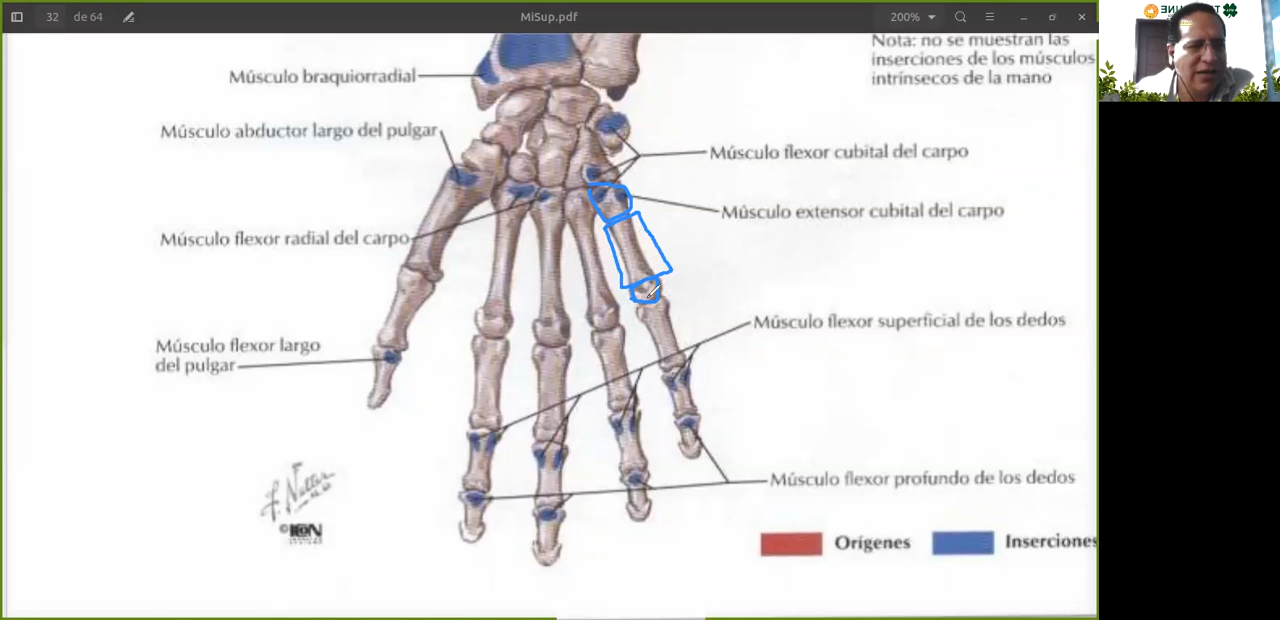 32 de 64
MiSup.pdf
200%
Nota: no se muestran las
inserciones de los músculos
intrínsecos de la mano
Músculo braquiorradial
Músculo abductor largo del pulgar
Músculo flexor cubital del carpo
Músculo extensor cubital del carpo
Músculo flexor radial del carpo
Músculo flexor superficial de los dedos
Músculo flexor largo
del pulgar
Músculo flexor profundo de los dedos
F. Netter
©ICON
Orígenes
Inserciones